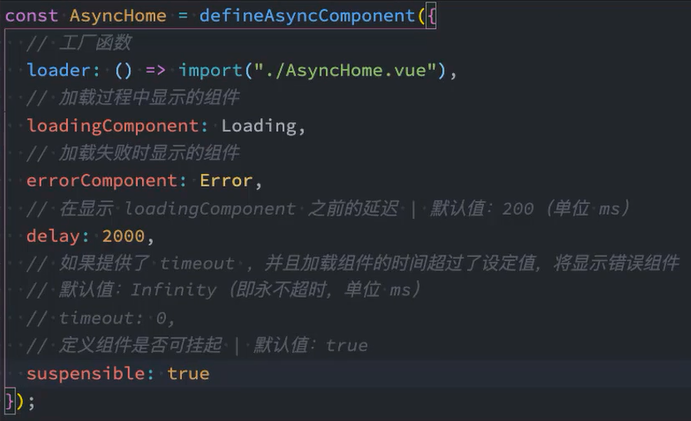 const AsyncHome = defineAsyncComponent({
// 工厂函数
loader: () => import("./AsyncHome.vue"),
// 加载过程中显示的组件
loadingComponent: Loading,
// 加载失败时显示的组件
errorComponent: Error,
// 在显示 loadingComponent 之前的延迟 | 默认值：200（单位 ms）
delay: 2000,
// 如果提供了 timeout ，并且加载组件的时间超过了设定值，将显示错误组件
// 默认值：Infinity（即永不超时，单位 ms）
// timeout: 0,
// 定义组件是否可挂起 | 默认值：true
suspensible: true
});